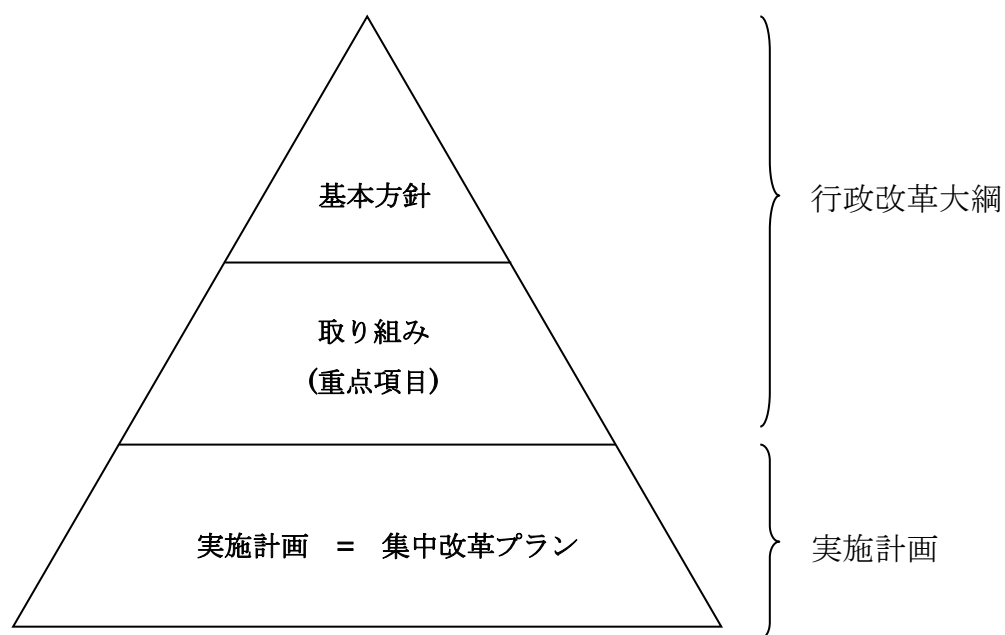 基本方針
行政改革大綱
取り組み
(重点項目)
実施計画 = 集中改革プラン
実施計画